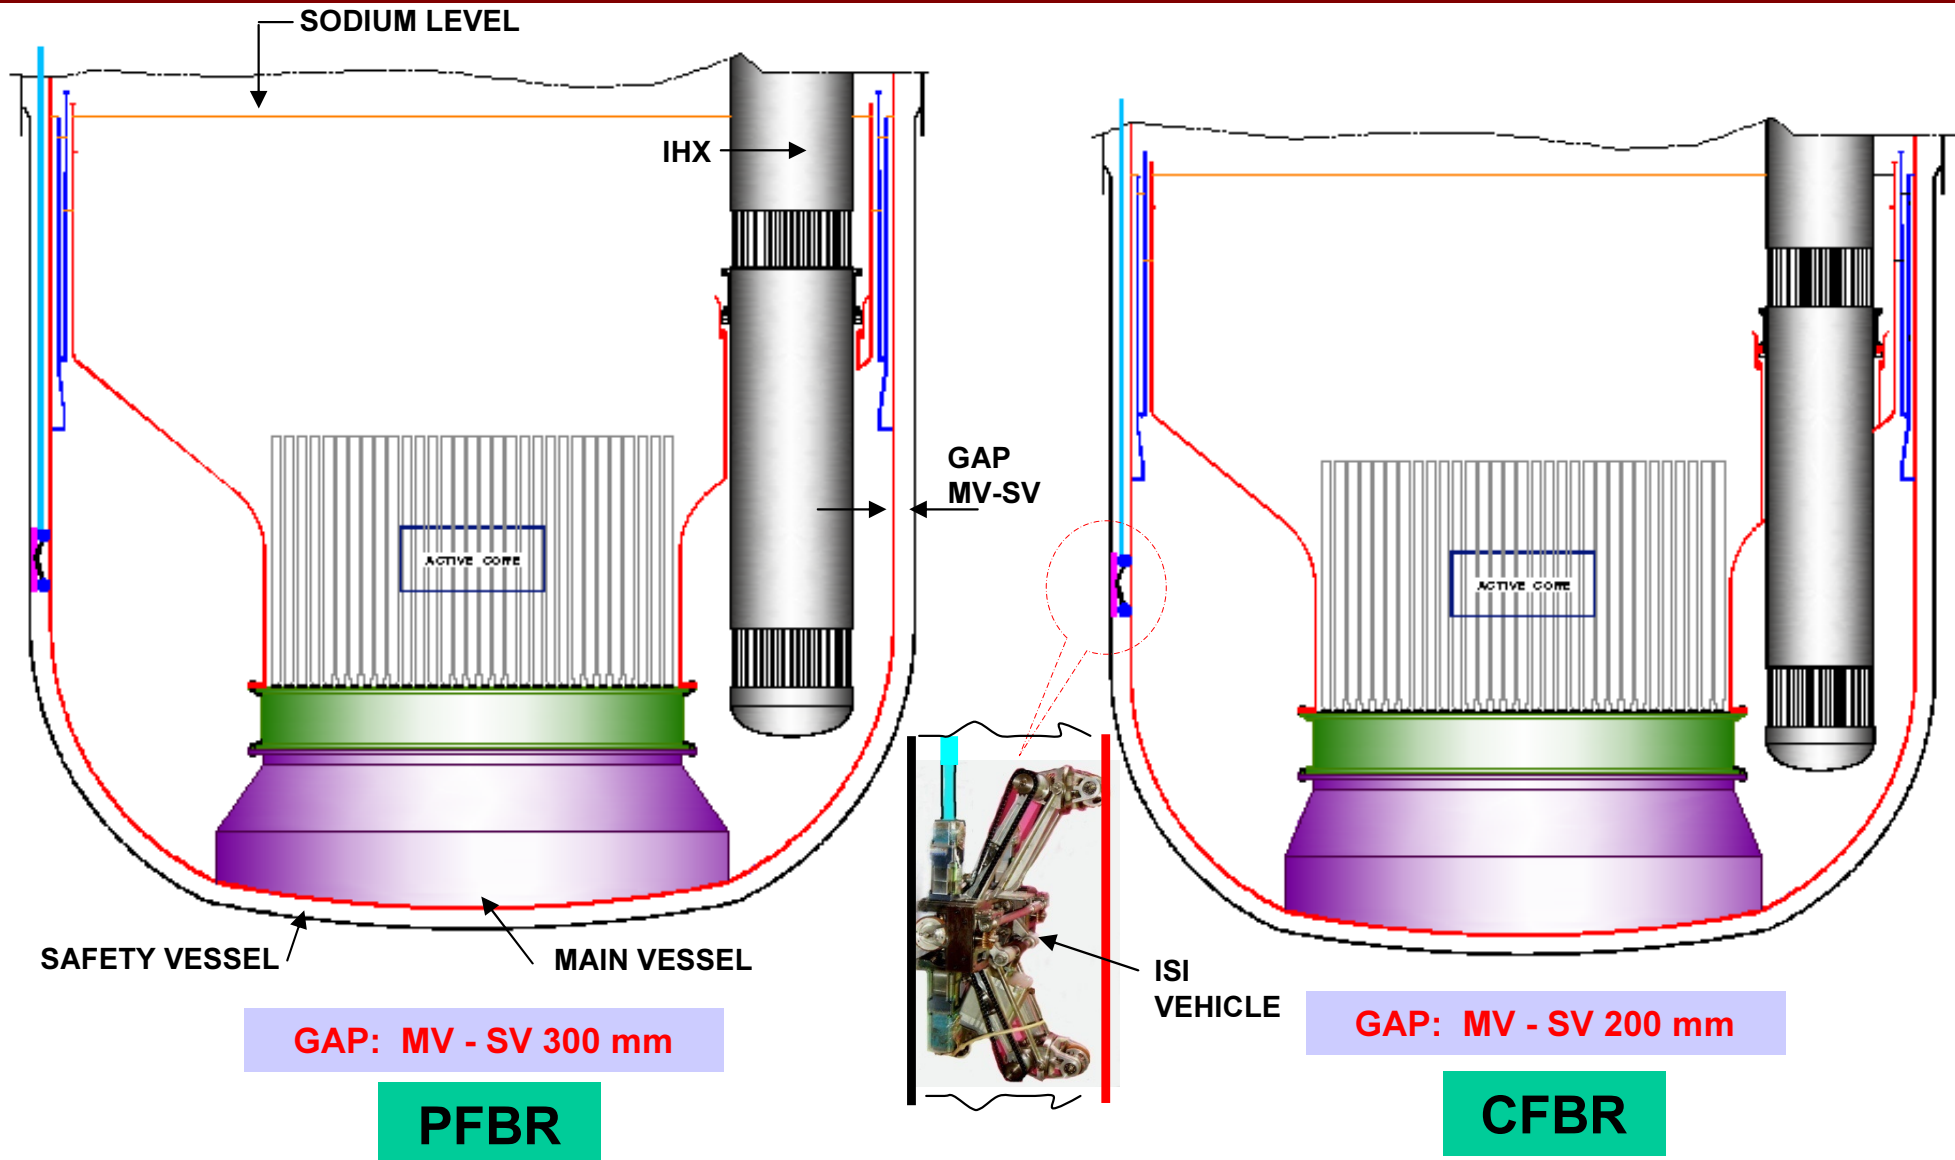 SODIUM LEVEL
IHX
GAP
MV-SV
ACTIVE CORE
ACTIVE CORE
SAFETY VESSEL
MAIN VESSEL
ISI
VEHICLE
GAP: MV - SV 300 mm
GAP: MV - SV 200 mm
PFBR
CFBR